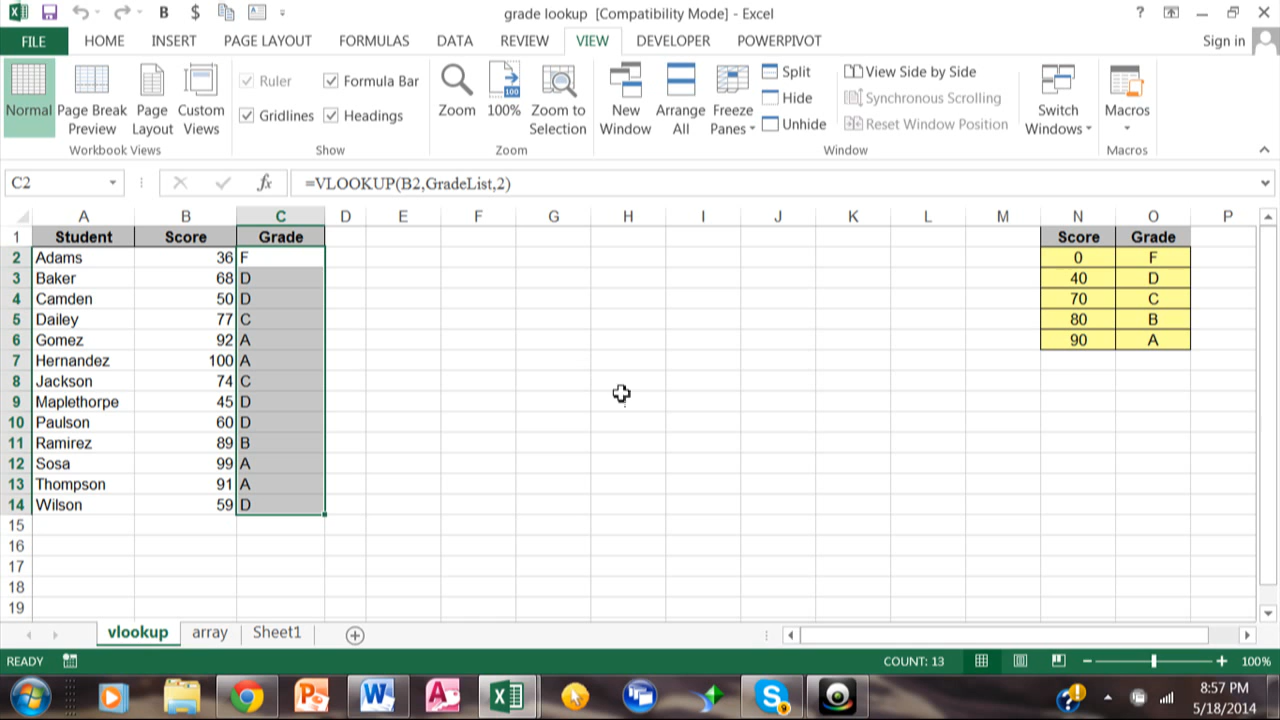 B $ grade lookup [Compatibility Mode] - Excel ?
FILE HOME INSERT PAGE LAYOUT FORMULAS DATA REVIEW VIEW DEVELOPER POWERPIVOT Sign in
Normal
Page Break
Preview
Page
Layout
Custom
Views
Workbook Views
Ruler
Formula Bar
Gridlines
Headings
Show
Zoom
100
100%
Zoom to
Selection
Zoom
New
Window
Arrange
All
Freeze
Panes
Split
Hide
Unhide
View Side by Side
Synchronous Scrolling
Reset Window Position
Window
Switch
Windows
Macros
Macros
C2 fx =VLOOKUP(B2,GradeList,2)
A B C D E F G H I J K L M N O P
1 Student Score Grade Score Grade
2 Adams 36 F 0 F
3 Baker 68 D 40 D
4 Camden 50 D 70 C
5 Dailey 77 C 80 B
6 Gomez 92 A 90 A
7 Hernandez 100 A
8 Jackson 74 C
9 Maplethorpe 45 D
10 Paulson 60 D
11 Ramirez 89 B
12 Sosa 99 A
13 Thompson 91 A
14 Wilson 59 D
15
16
17
18
19
vlookup array Sheet1
READY COUNT: 13 100%
8:57 PM
5/18/2014